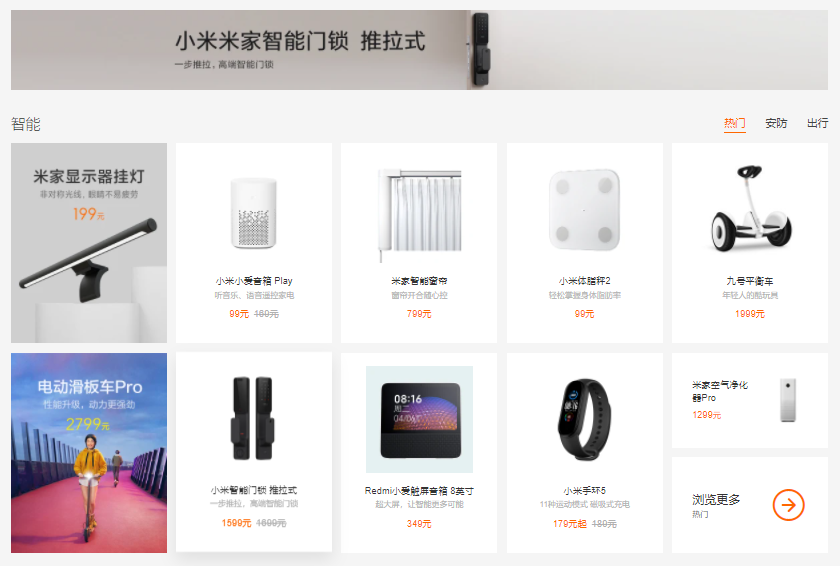 小米米家智能门锁 推拉式
一步推拉，高端智能门锁
智能
热门
安防
出行
米家显示器挂灯
非对称光线，眼睛不易疲劳
199元
小米小爱音箱 Play
听音乐、语音遥控家电
99元 169元
米家智能窗帘
窗帘开合随心控
799元
小米体脂秤2
轻松掌握身体脂肪率
99元
九号平衡车
年轻人的酷玩具
1999元
电动滑板车Pro
性能升级，动力更强劲
2799元
小米智能门锁 推拉式
一步推拉，高端智能门锁
1599元 1699元
08:16
周二
04/06
Redmi小爱触屏音箱 8英寸
超大屏，让智能更多可能
349元
小米手环5
11种运动模式 磁吸式充电
179元起 189元
米家空气净化
器Pro
1299元
浏览更多
热门